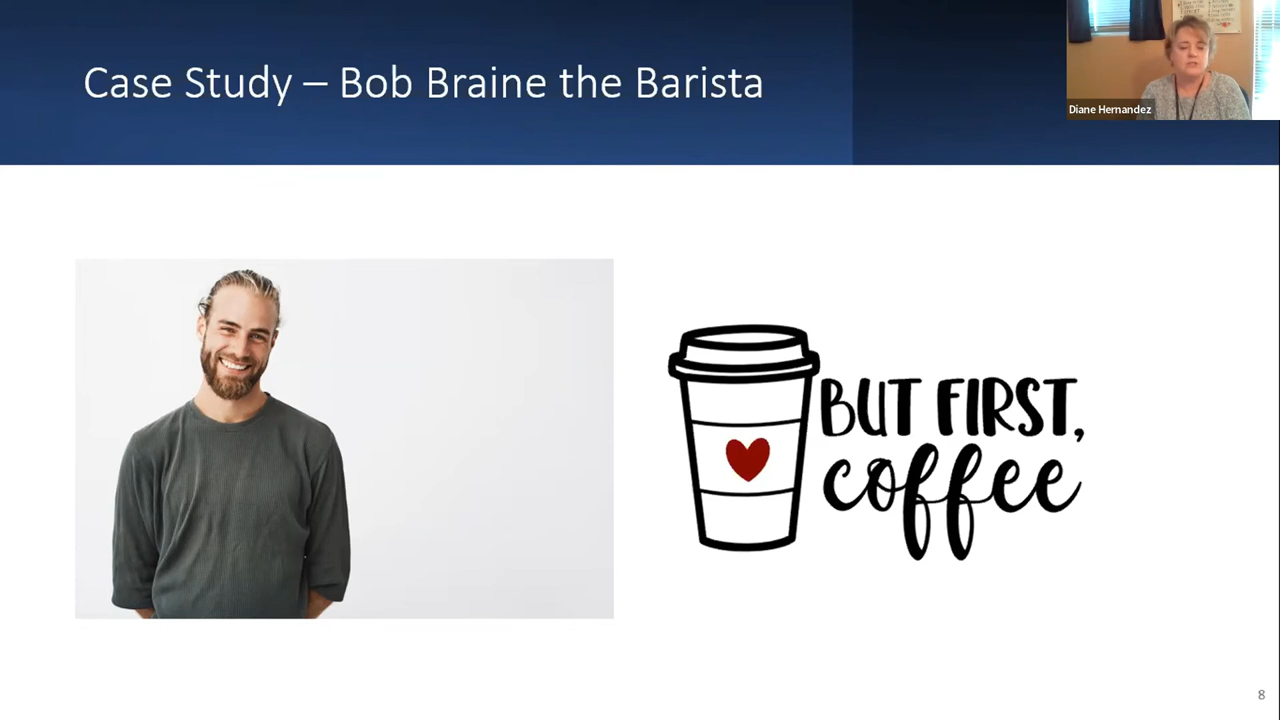 Case Study – Bob Braine the Barista
Diane Hernandez
BUT FIRST,
coffee
8